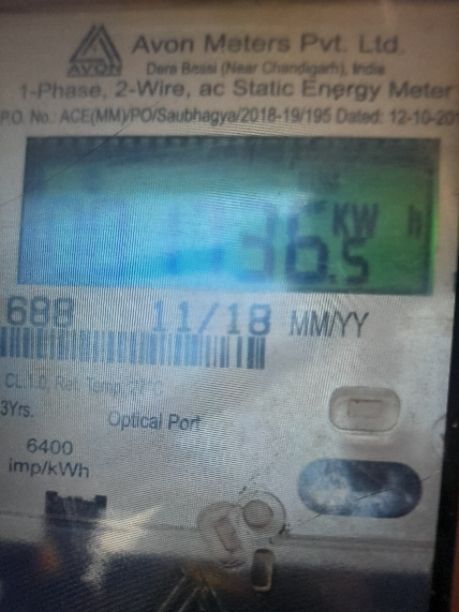 AVON
Avon Meters Pvt. Ltd.
Dera Bassi (Near Chandigarh), India
1-Phase, 2-Wire, ac Static Energy Meter
P.O. No.: ACE(MM)/PO/Saubhagya/2018-19/195 Dated: 12-10-201
36.5 KW h
688 11/18 MM/YY
CL.1.0, Ref. Temp. 27°C
3Yrs.
Optical Port
6400
imp/kWh